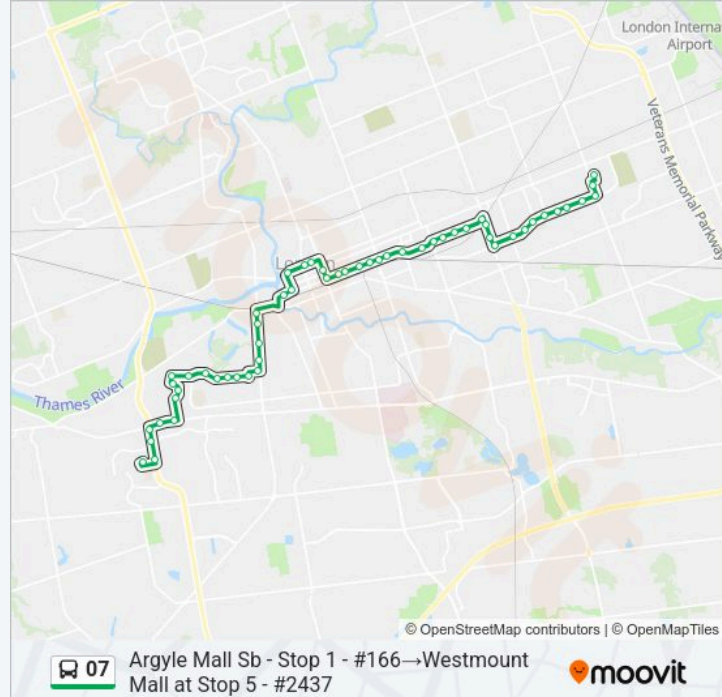 London Interna
Airport
Veterans Memorial Parkway
Lo n
Thames River
© OpenStreetMap contributors | © OpenMapTiles
07
Argyle Mall Sb - Stop 1 - #166→Westmount
Mall at Stop 5 - #2437
moovit